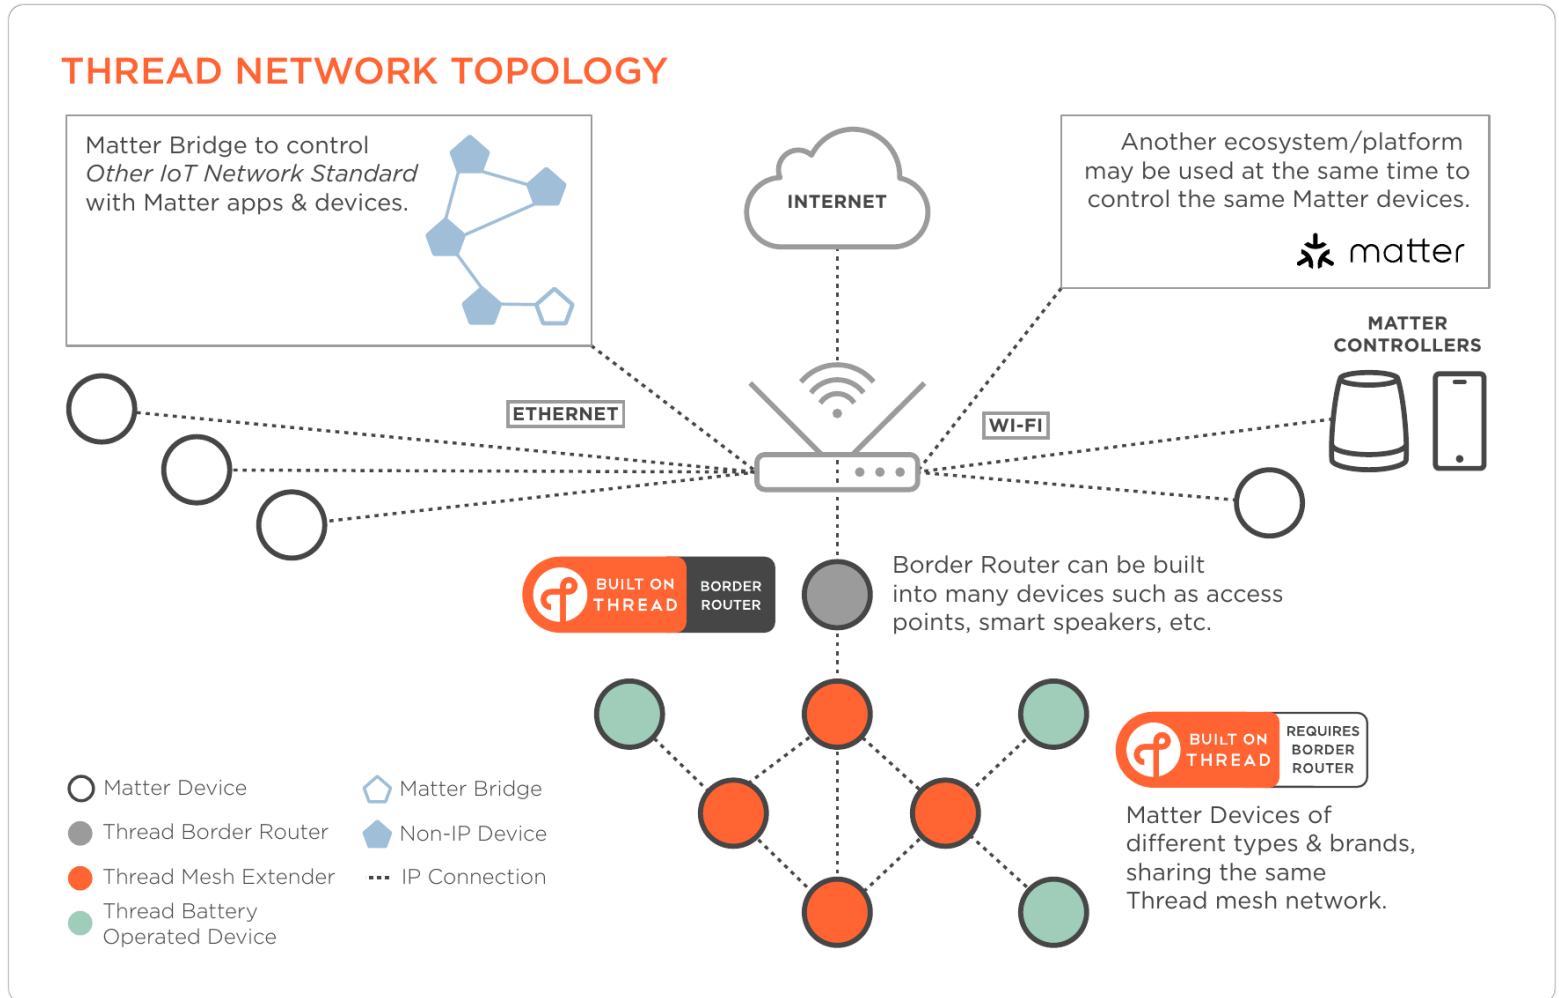 THREAD NETWORK TOPOLOGY
Matter Bridge to control
Other IoT Network Standard
with Matter apps & devices.
INTERNET
Another ecosystem/platform
may be used at the same time to
control the same Matter devices.
matter
MATTER
CONTROLLERS
ETHERNET
WI-FI
BUILT ON
THREAD
BORDER
ROUTER
Border Router can be built
into many devices such as access
points, smart speakers, etc.
BUILT ON
THREAD
REQUIRES
BORDER
ROUTER
Matter Devices of
different types & brands,
sharing the same
Thread mesh network.
Matter Device
Thread Border Router
Thread Mesh Extender
Thread Battery
Operated Device
Matter Bridge
Non-IP Device
IP Connection